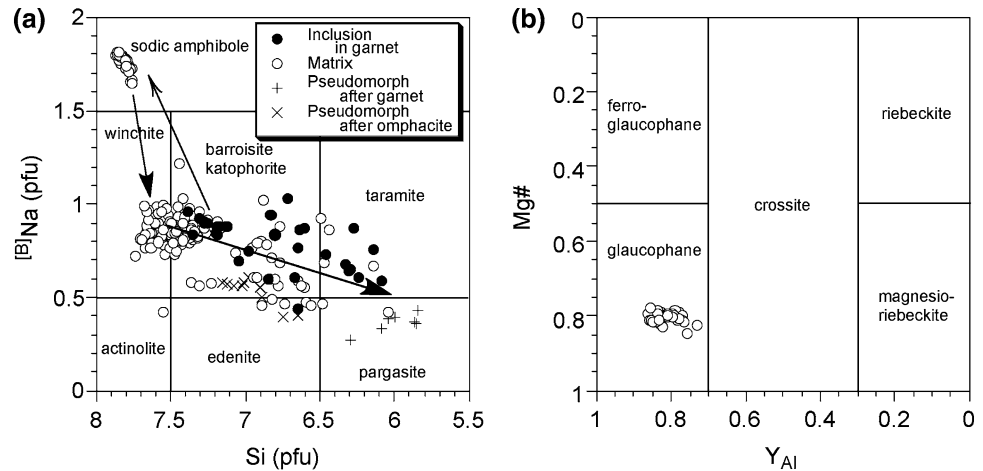 (a)
2
1.5
1
0.5
0
[B]Na (pfu)
8
7.5
7
6.5
6
5.5
Si (pfu)
sodic amphibole
Inclusion
in garnet
Matrix
Pseudomorph
after garnet
Pseudomorph
after omphacite
winchite
barroisite
katophorite
taramite
actinolite
edenite
pargasite
(b)
0
0.2
0.4
0.6
0.8
1
Mg#
1
0.8
0.6
0.4
0.2
0
YAl
ferro-
glaucophane
riebeckite
crossite
glaucophane
magnesio-
riebeckite